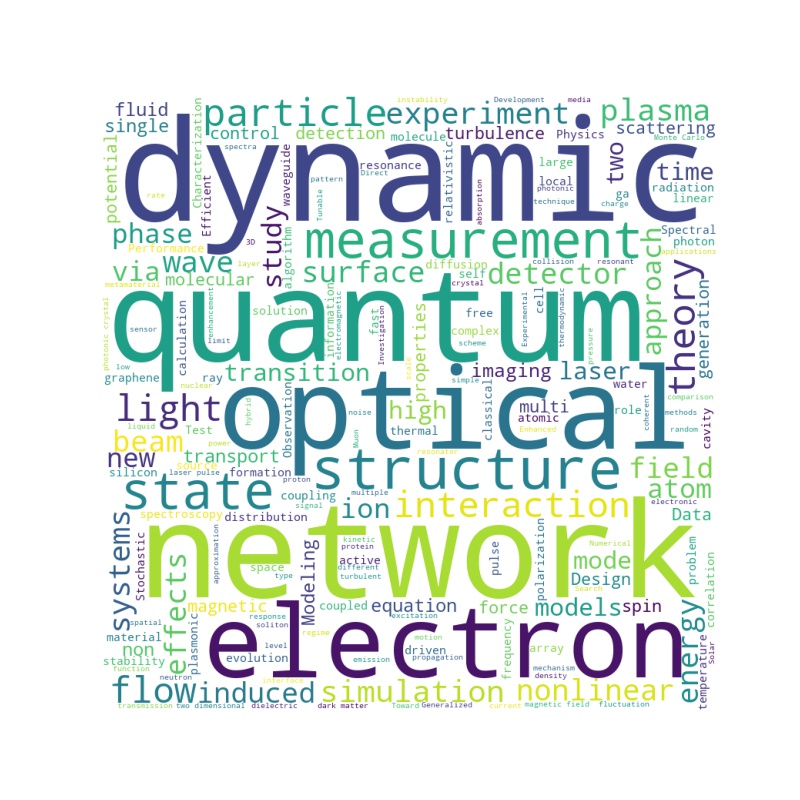 instability
Development
media
fluid
particle
experiment
plasma
single
control
detection
molecule
turbulence
Physics
scattering
Monte Carlo
dynamic
potential
Characterization
Efficient
spectra
waveguide
resonance
Direct
pattern
Tunable
relativistic
absorption
large
local
photonic
technique
charge
two
ga
time
radiation
linear
rate
phase
Performance
3D
study
measurement
Spectral
photon
via
wave
layer
algorithm
surface
diffusion
collision
resonant
self
detector
crystal
approach
theory
applications
generation
metamaterial
molecular
quantum
photonic crystal
sensor
enhancement
limit
calculation
solution
information
electromagnetic
fast
Investigation
properties
complex
free
scheme
Experimental
cell
thermodynamic
pressure
low
graphene
ray
nuclear
transition
scale
simple
imaging
laser
water
comparison
light
optical
hybrid
Observation
noise
high
thermal
classical
multi
atomic
Enhanced
role
coherent
methods
random
cavity
beam
liquid
Test
power
Muon
new
source
transport
resonator
structure
field
silicon
laser pulse
formation
proton
state
coupling
multiple
signal
ion
interaction
atom
electronic
Data
spectroscopy
distribution
network
systems
Stochastic
approximation
space
type
Modeling
kinetic
protein
active
different
turbulent
pulse
polarization
Numerical
mode
Design
Search
problem
correlation
effects
magnetic
coupled
equation
force
models
spin
material
spatial
plasmonic
response
soliton
excitation
electron
energy
non
stability
function
level
evolution
regime
driven
motion
emission
propagation
frequency
array
mechanism
density
temperature
Solar
neutron
interface
flow
induced
simulation
nonlinear
transmission
two dimensional
dielectric
dark matter
Toward
Generalized
current
magnetic field
fluctuation